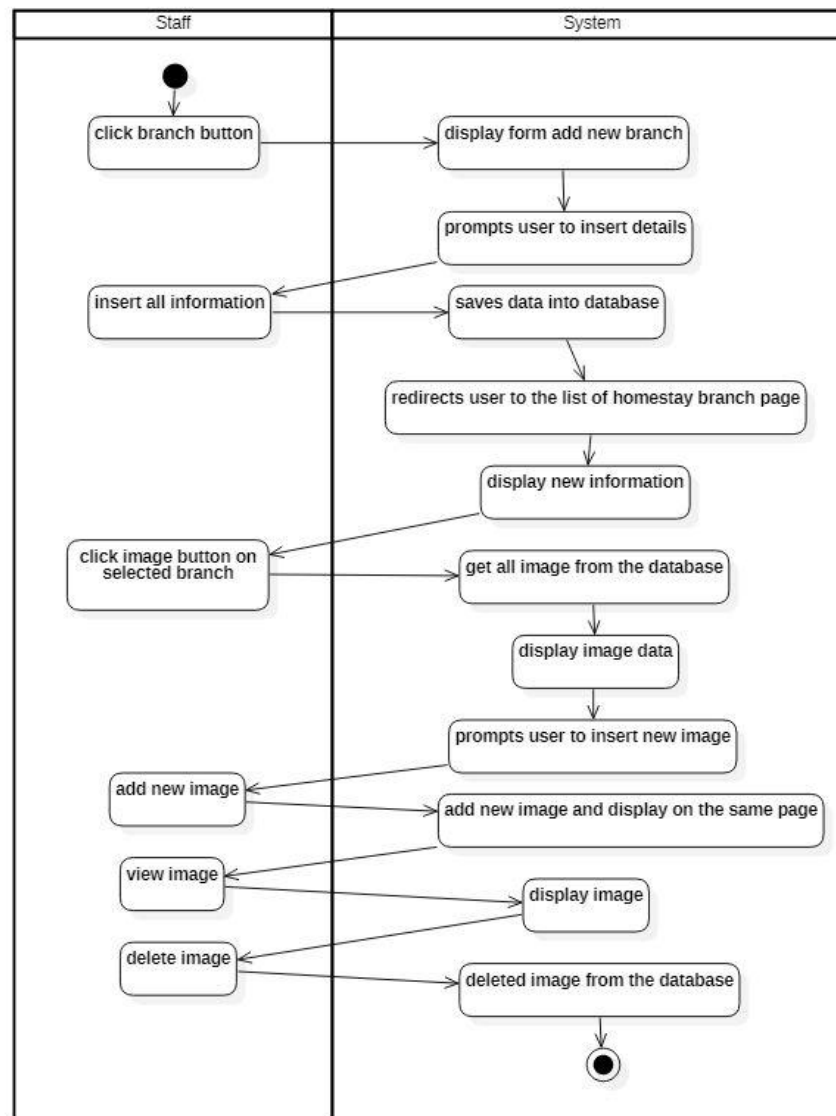 Staff
System
click branch button
display form add new branch
prompts user to insert details
insert all information
saves data into database
redirects user to the list of homestay branch page
display new information
click image button on
selected branch
get all image from the database
display image data
prompts user to insert new image
add new image
add new image and display on the same page
view image
display image
delete image
deleted image from the database